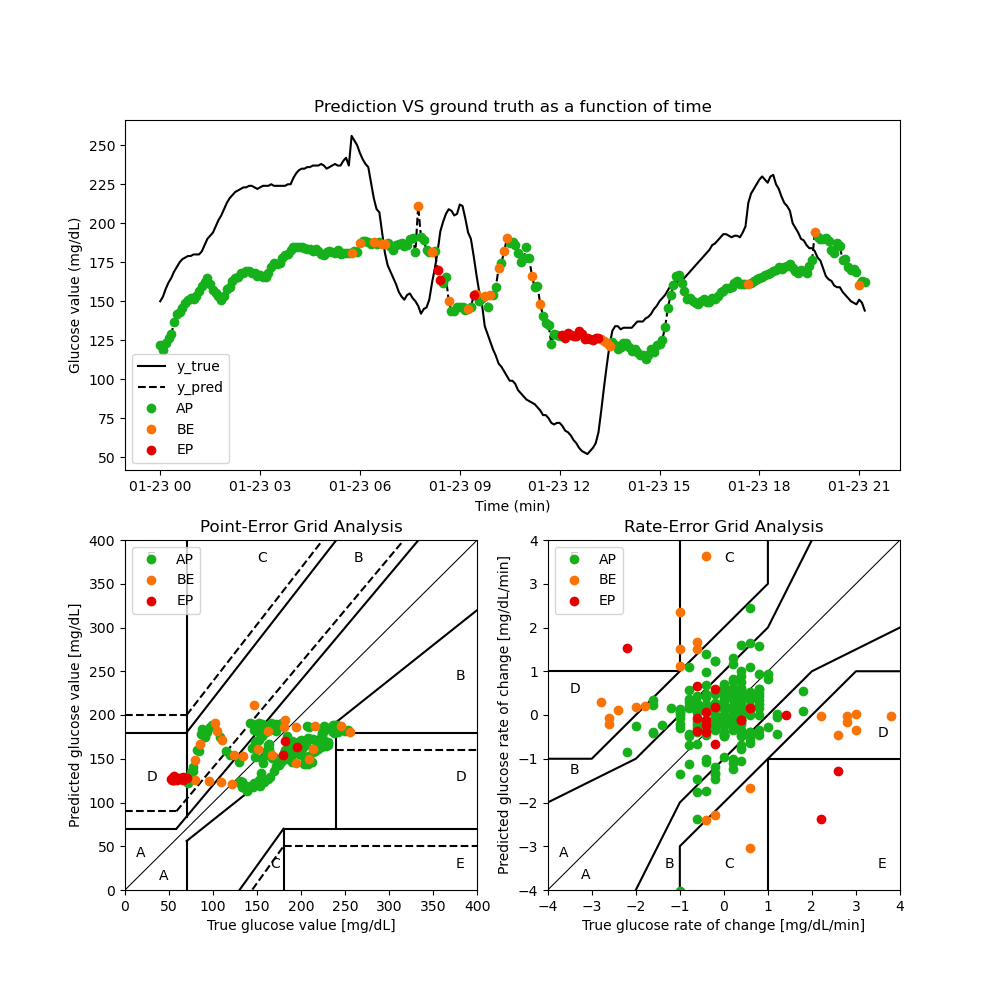 Prediction VS ground truth as a function of time
Glucose value (mg/dL)
250
225
200
175
150
125
100
75
50
y_true
y_pred
AP
BE
EP
01-23 00 01-23 03 01-23 06 01-23 09 01-23 12 01-23 15 01-23 18 01-23 21
Time (min)
Point-Error Grid Analysis
Predicted glucose value [mg/dL]
400
350
300
250
200
150
100
50
0
AP
BE
EP
C B
B
D D
A
A
C
E
0 50 100 150 200 250 300 350 400
True glucose value [mg/dL]
Rate-Error Grid Analysis
Predicted glucose rate of change [mg/dL/min]
4
3
2
1
0
−1
−2
−3
−4
AP
BE
EP
C
D
D
B
A
A
B C E
−4 −3 −2 −1 0 1 2 3 4
True glucose rate of change [mg/dL/min]